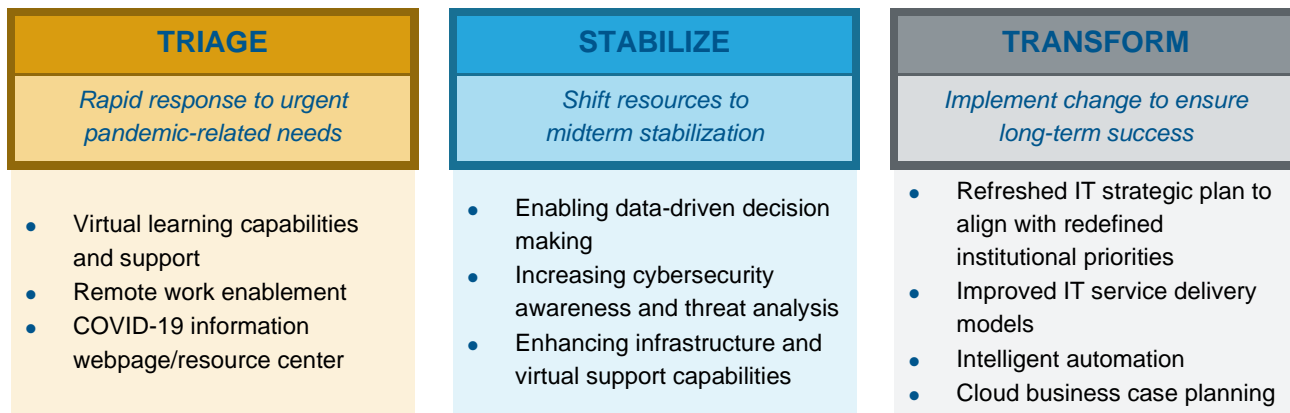 TRIAGE
Rapid response to urgent
pandemic-related needs
● Virtual learning capabilities
and support
● Remote work enablement
● COVID-19 information
webpage/resource center
STABILIZE
Shift resources to
midterm stabilization
● Enabling data-driven decision
making
● Increasing cybersecurity
awareness and threat analysis
● Enhancing infrastructure and
virtual support capabilities
TRANSFORM
Implement change to ensure
long-term success
● Refreshed IT strategic plan to
align with redefined
institutional priorities
● Improved IT service delivery
models
● Intelligent automation
● Cloud business case planning